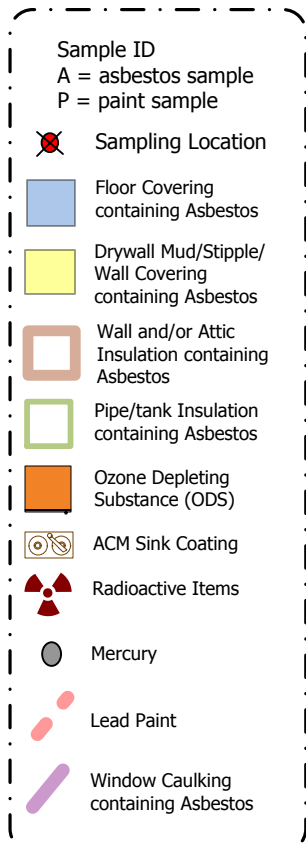 Sample ID
A = asbestos sample
P = paint sample
Sampling Location
Floor Covering
containing Asbestos
Drywall Mud/Stipple/
Wall Covering
containing Asbestos
Wall and/or Attic
Insulation containing
Asbestos
Pipe/tank Insulation
containing Asbestos
Ozone Depleting
Substance (ODS)
ACM Sink Coating
Radioactive Items
Mercury
Lead Paint
Window Caulking
containing Asbestos